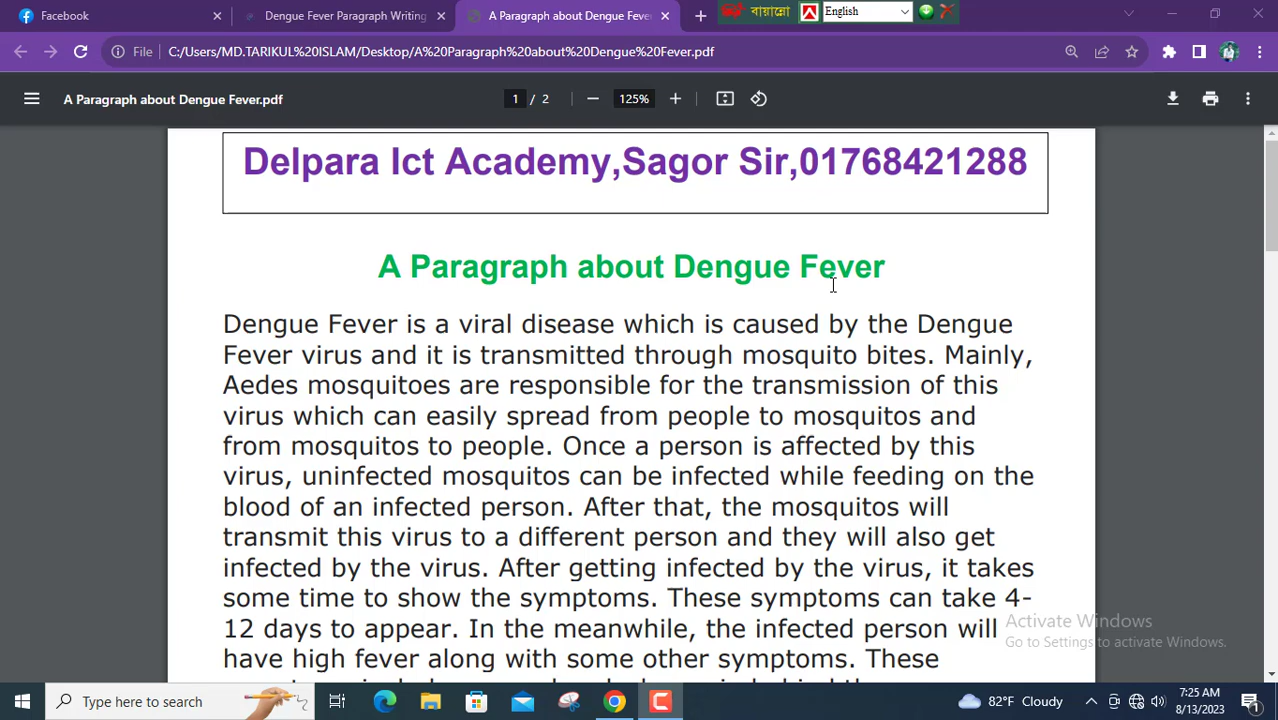 Facebook
Dengue Fever Paragraph Writing
A Paragraph about Dengue Feve
বায়ান্নো
English
File
C:/Users/MD.TARIKUL%20ISLAM/Desktop/A%20Paragraph%20about%20Dengue%20Fever.pdf
A Paragraph about Dengue Fever.pdf
1 / 2
125%
Delpara Ict Academy,Sagor Sir,01768421288
A Paragraph about Dengue Fever
Dengue Fever is a viral disease which is caused by the Dengue
Fever virus and it is transmitted through mosquito bites. Mainly,
Aedes mosquitoes are responsible for the transmission of this
virus which can easily spread from people to mosquitos and
from mosquitos to people. Once a person is affected by this
virus, uninfected mosquitos can be infected while feeding on the
blood of an infected person. After that, the mosquitos will
transmit this virus to a different person and they will also get
infected by the virus. After getting infected by the virus, it takes
some time to show the symptoms. These symptoms can take 4-
12 days to appear. In the meanwhile, the infected person will
have high fever along with some other symptoms. These
Activate Windows
Go to Settings to activate Windows.
Type here to search
82°F Cloudy
7:25 AM
8/13/2023
1